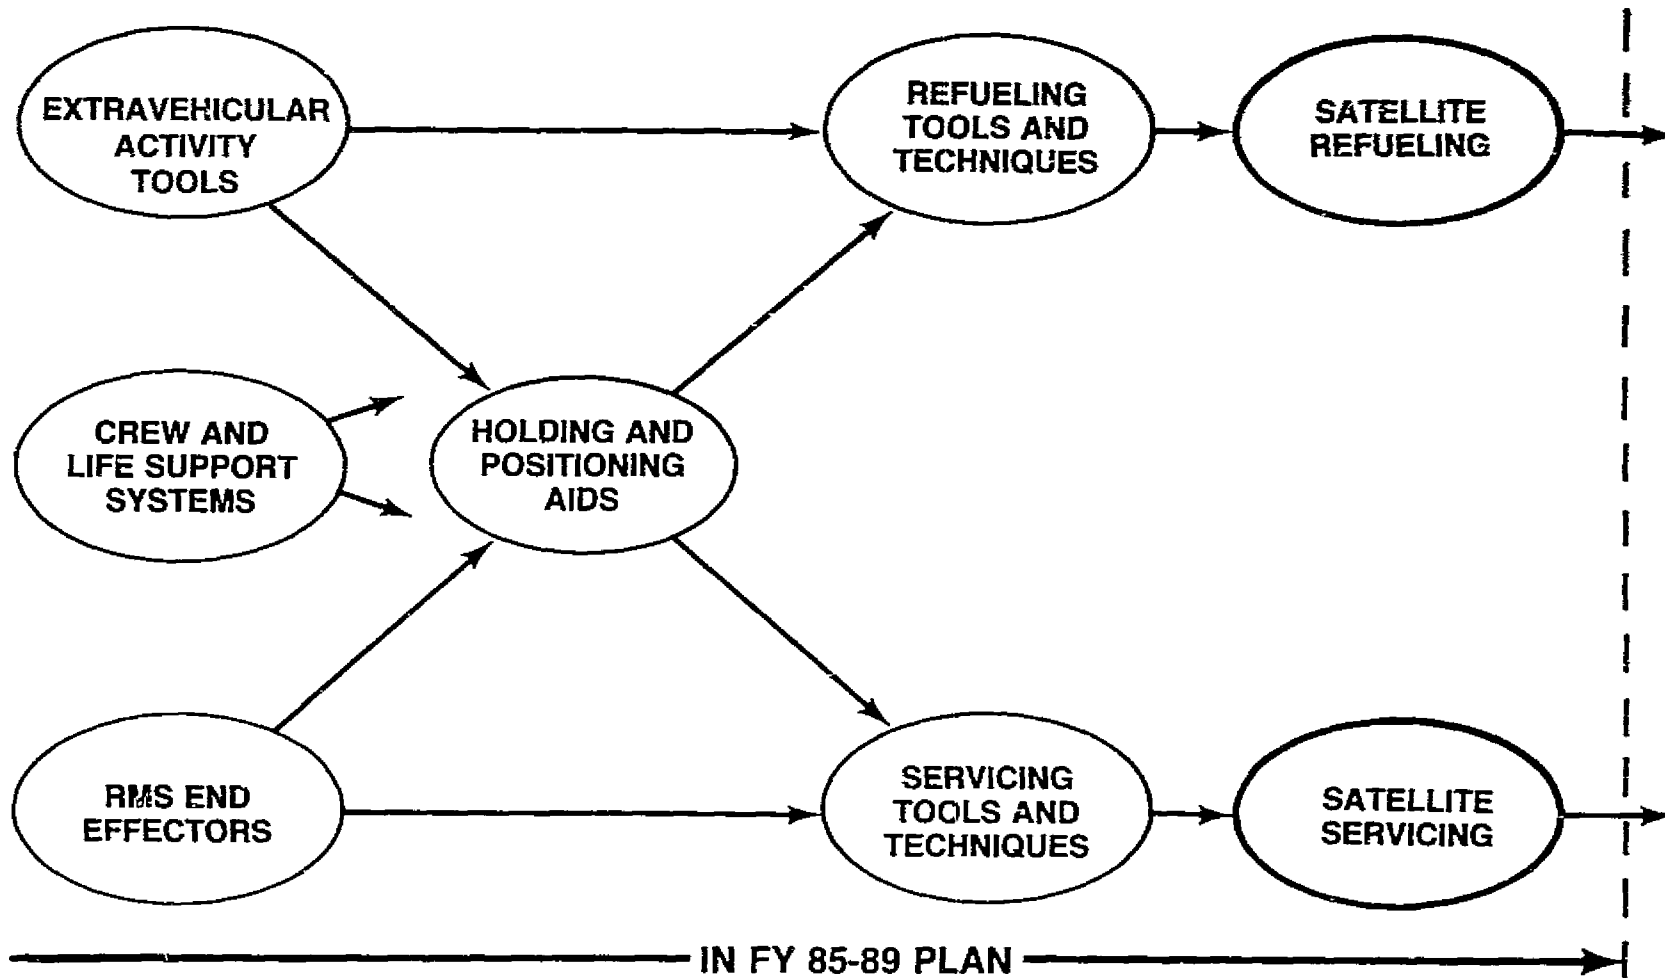 EXTRAVEHICULAR
ACTIVITY
TOOLS
REFUELING
TOOLS AND
TECHNIQUES
SATELLITE
REFUELING
CREW AND
LIFE SUPPORT
SYSTEMS
HOLDING AND
POSITIONING
AIDS
RMS END
EFFECTORS
SERVICING
TOOLS AND
TECHNIQUES
SATELLITE
SERVICING
IN FY 85-89 PLAN